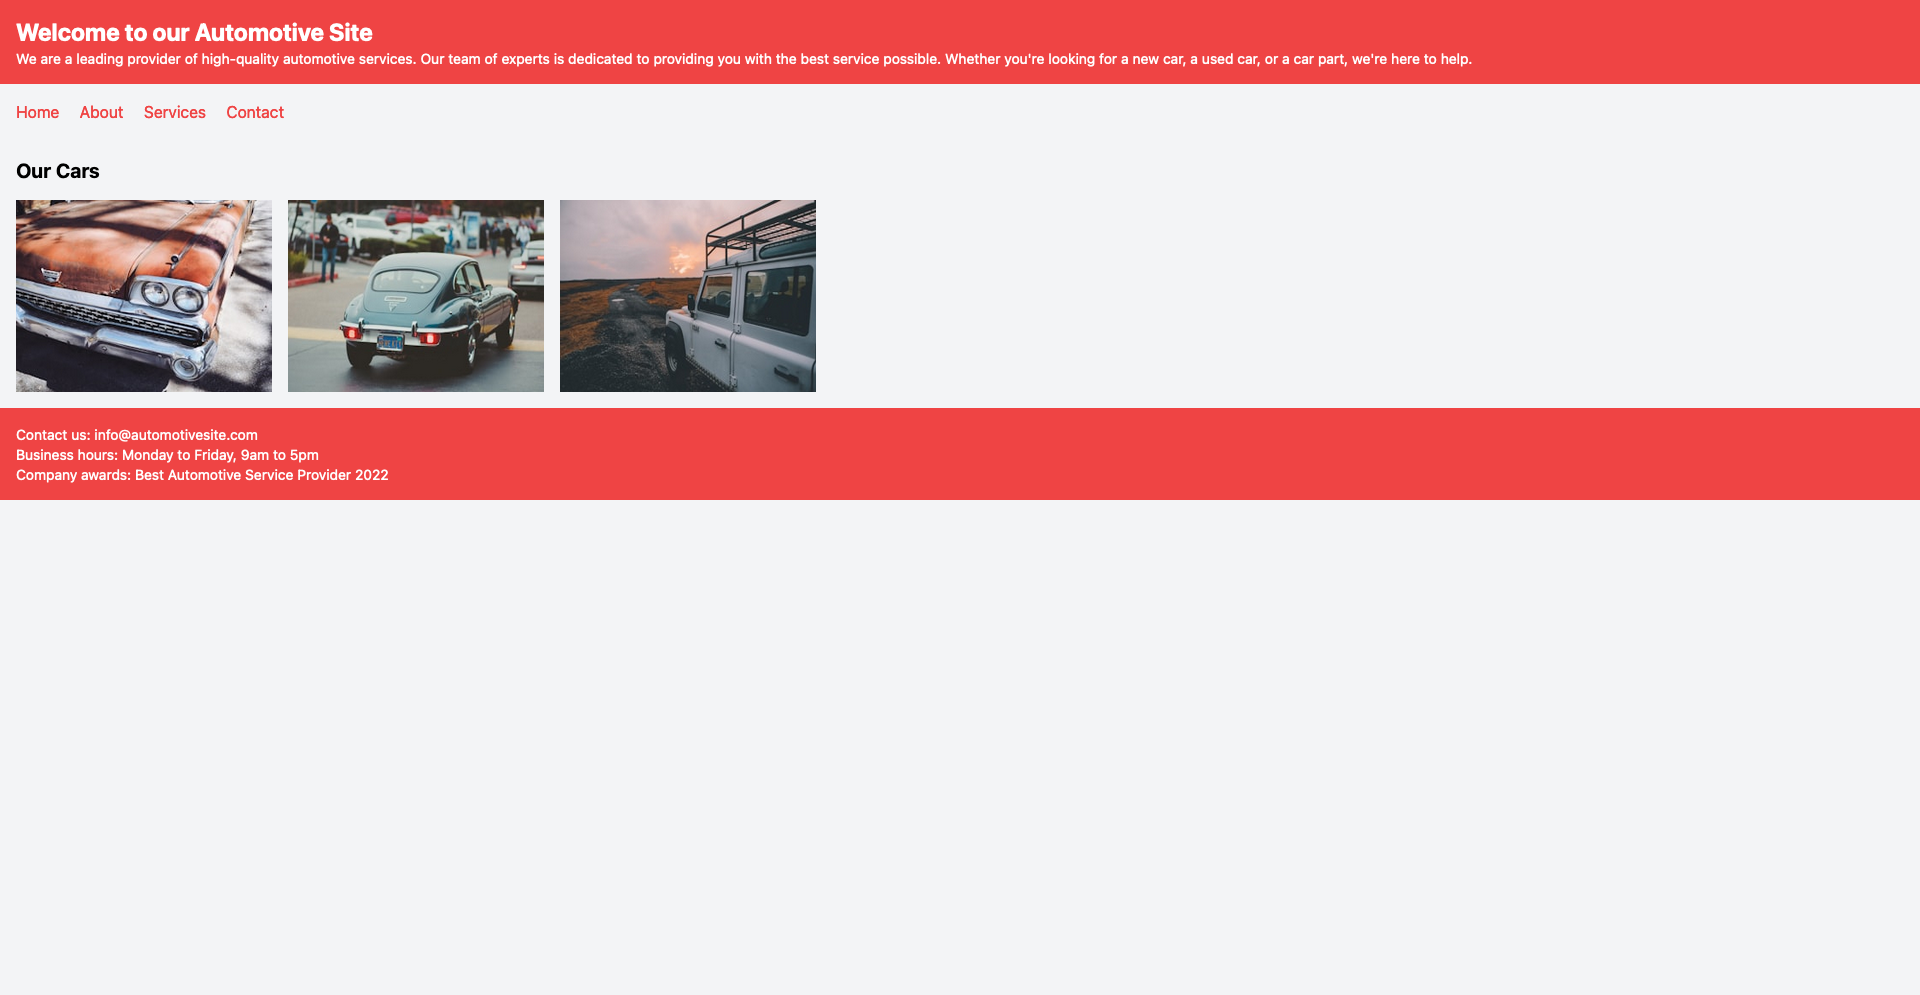 Welcome to our Automotive Site
We are a leading provider of high-quality automotive services. Our team of experts is dedicated to providing you with the best service possible. Whether you're looking for a new car, a used car, or a car part, we're here to help.
Home About Services Contact
Our Cars
Contact us: info@automotivesite.com
Business hours: Monday to Friday, 9am to 5pm
Company awards: Best Automotive Service Provider 2022